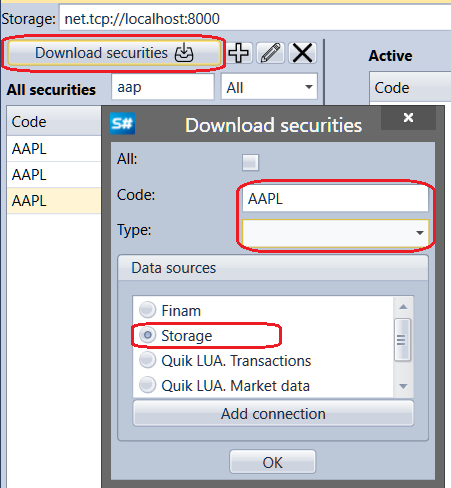 Storage: net.tcp://localhost:8000
Download securities
Active
All securities aap All
Code
Code
AAPL
AAPL
AAPL
S# Download securities
All:
Code: AAPL
Type:
Data sources
Finam
Storage
Quik LUA. Transactions
Quik LUA. Market data
Add connection
OK